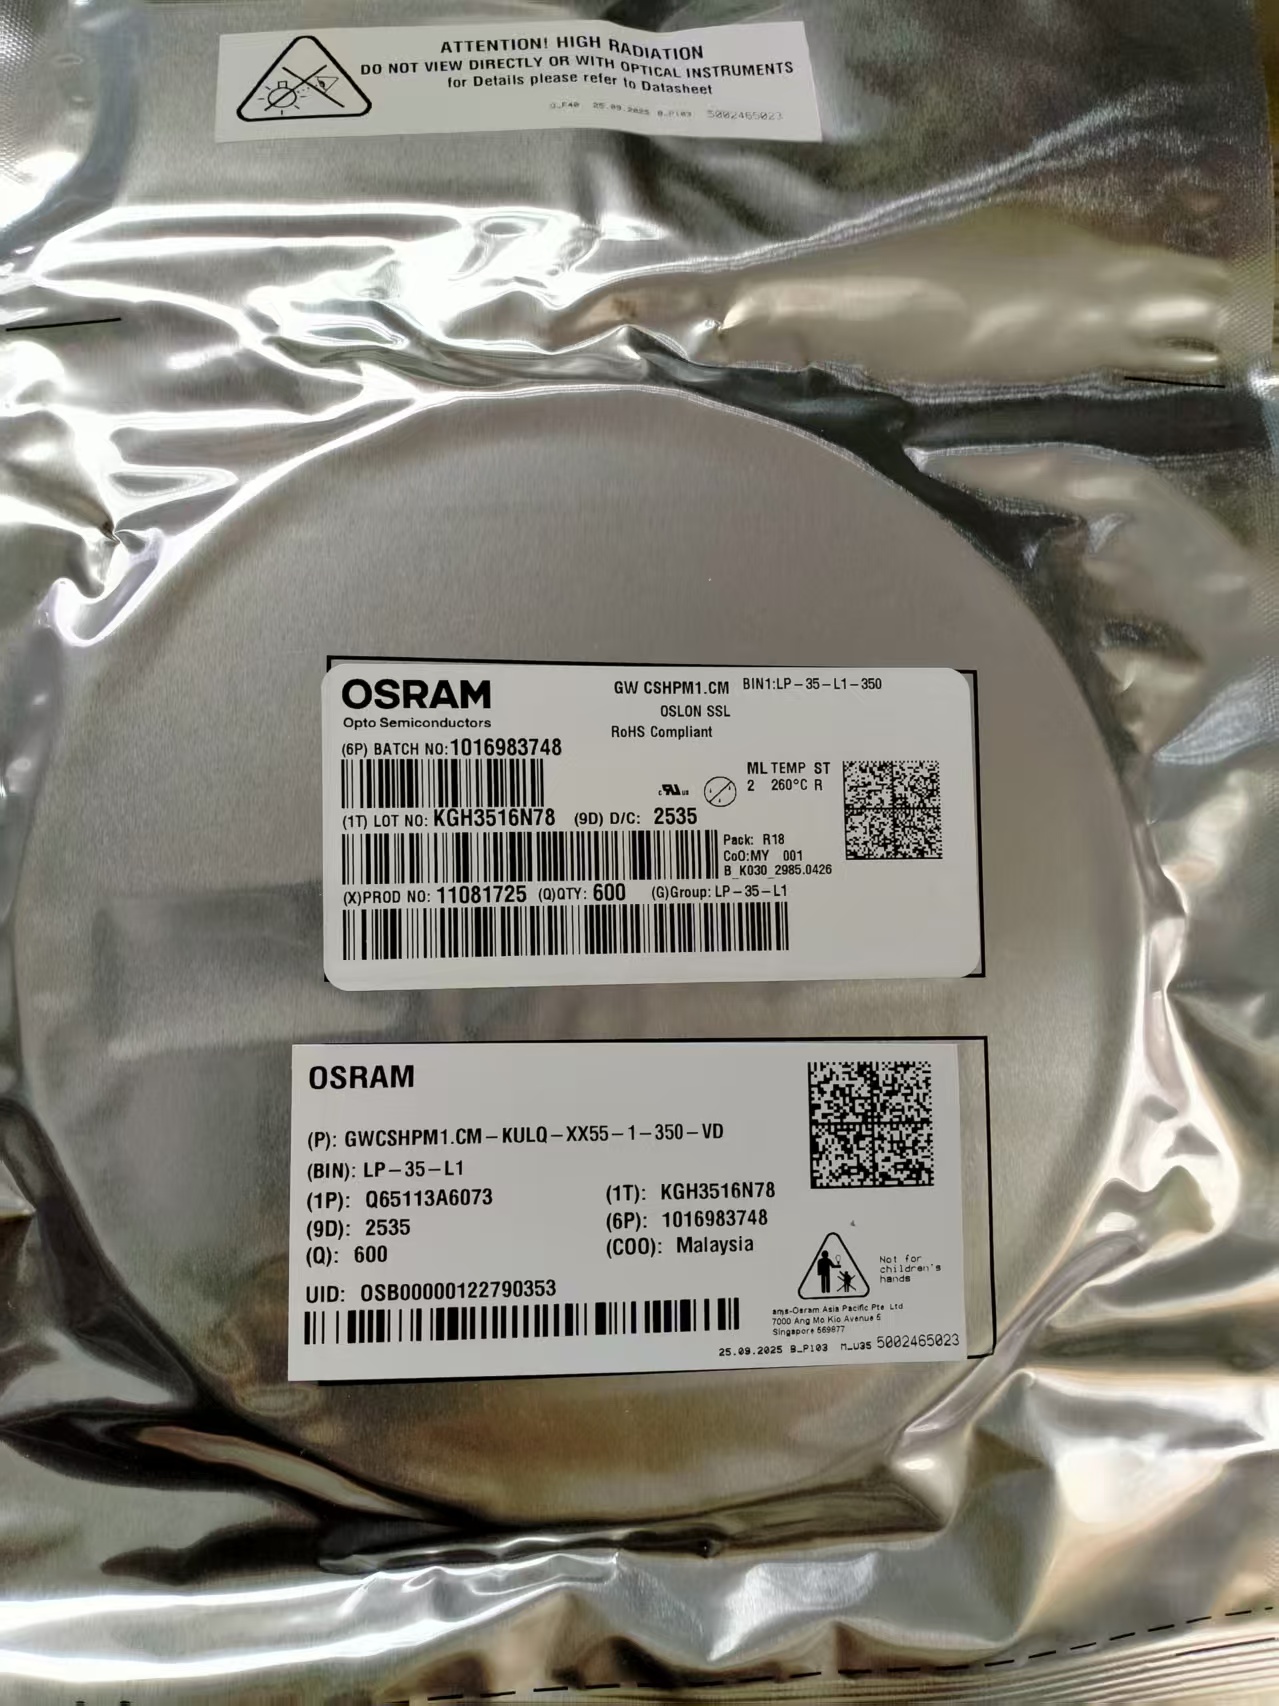 ATTENTION! HIGH RADIATION
DO NOT VIEW DIRECTLY OR WITH OPTICAL INSTRUMENTS
for Details please refer to Datasheet
25.09.2025 B_P103 5002465023
OSRAM
Opto Semiconductors
GW CSHPM1.CM BIN1:LP-35-L1-350
OSLON SSL
RoHS Compliant
(6P) BATCH NO:1016983748
ML TEMP ST
2 260°C R
(1T) LOT NO: KGH3516N78 (9D) D/C: 2535
Pack: R18
CoO:MY 001
B_K030_2985.0426
(X)PROD NO: 11081725 (Q)QTY: 600 (G)Group: LP-35-L1
OSRAM
(P): GWCSHPM1.CM-KULQ-XX55-1-350-VD
(BIN): LP-35-L1
(1P): Q65113A6073 (1T): KGH3516N78
(9D): 2535 (6P): 1016983748
(Q): 600 (COO): Malaysia
Not for
children's
hands
UID: OSB00000122790353
ams-Osram Asia Pacific Pte Ltd
7000 Ang Mo Kio Avenue 5
Singapore 569877
25.09.2025 B_P103 M_U35 5002465023